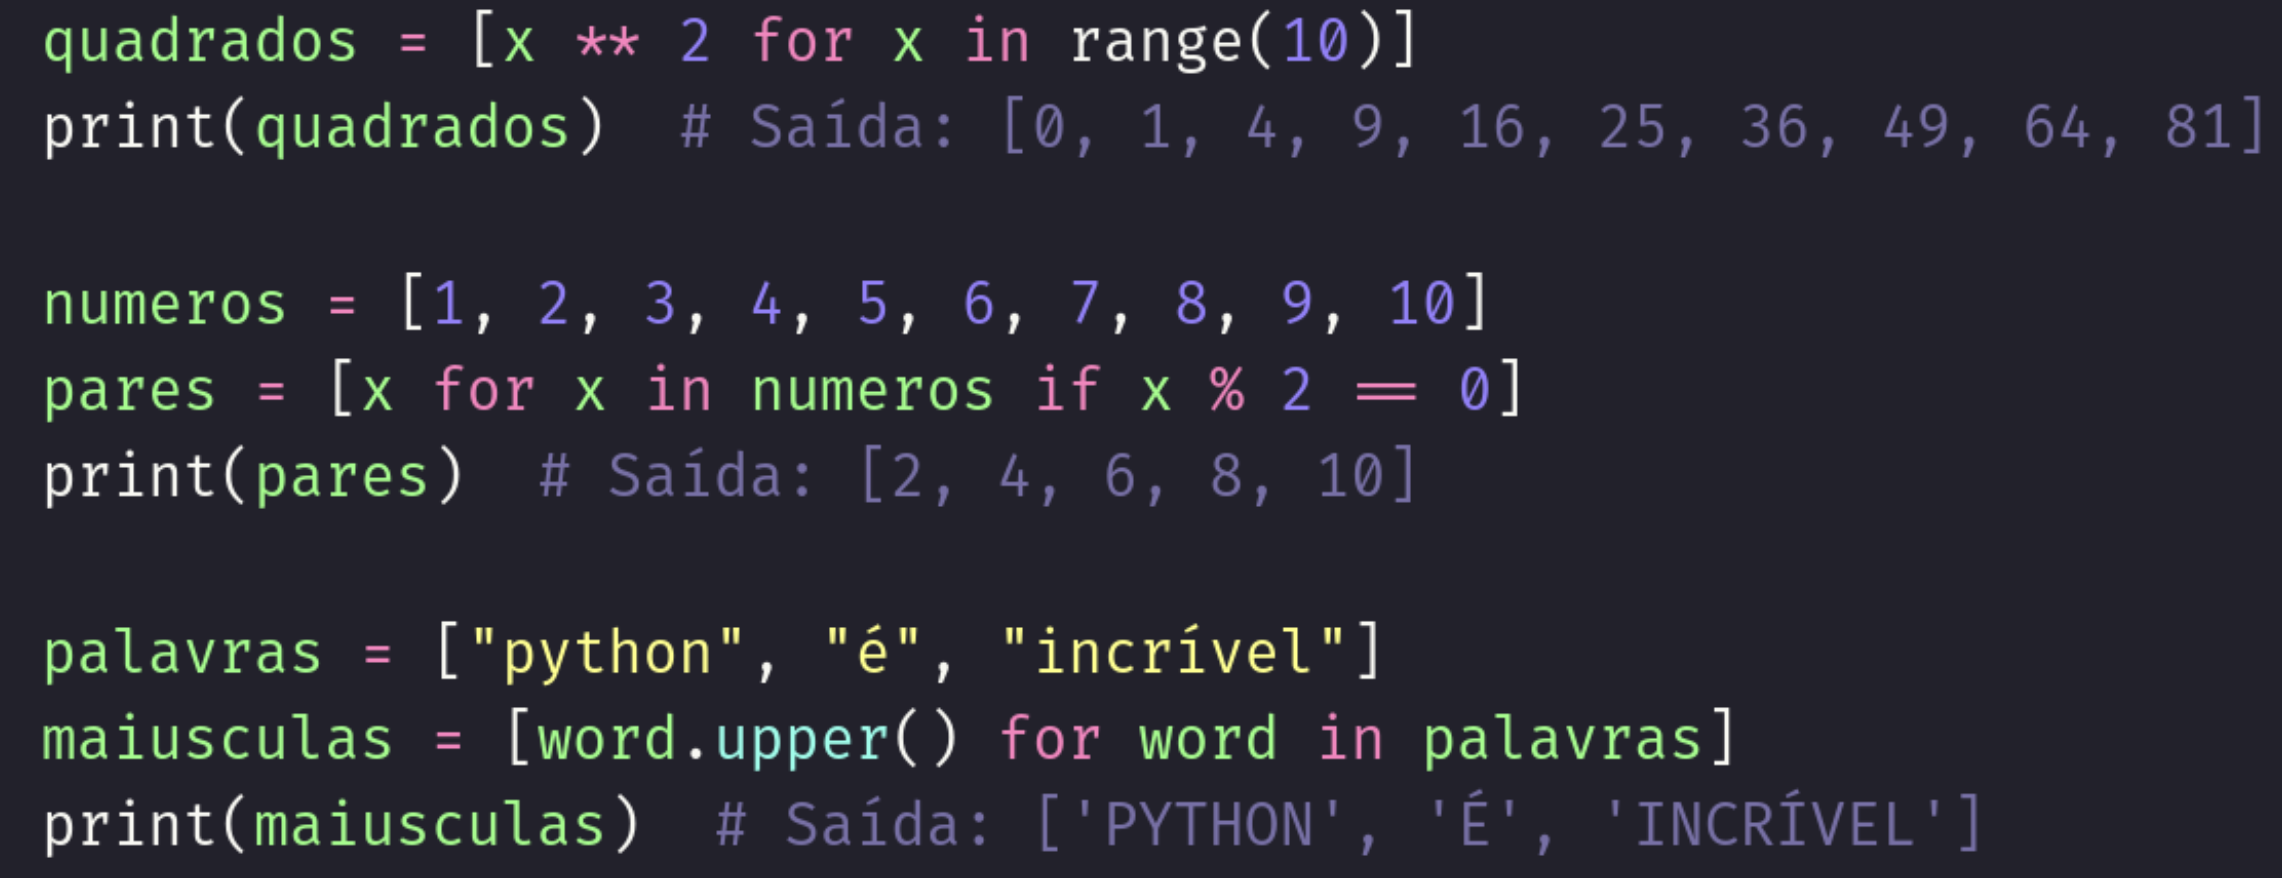 quadrados = [x ** 2 for x in range(10)]
print(quadrados)  # Saída: [0, 1, 4, 9, 16, 25, 36, 49, 64, 81]
numeros = [1, 2, 3, 4, 5, 6, 7, 8, 9, 10]
pares = [x for x in numeros if x % 2 == 0]
print(pares)  # Saída: [2, 4, 6, 8, 10]
palavras = ["python", "é", "incrível"]
maiusculas = [word.upper() for word in palavras]
print(maiusculas)  # Saída: ['PYTHON', 'É', 'INCRÍVEL']